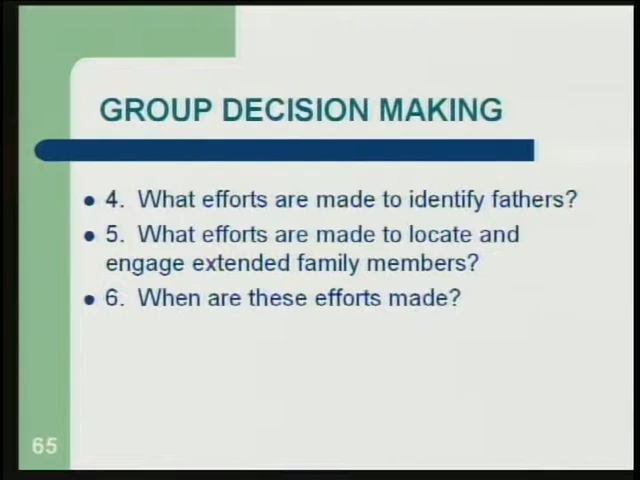 GROUP DECISION MAKING
● 4. What efforts are made to identify fathers?
● 5. What efforts are made to locate and
engage extended family members?
● 6. When are these efforts made?
65